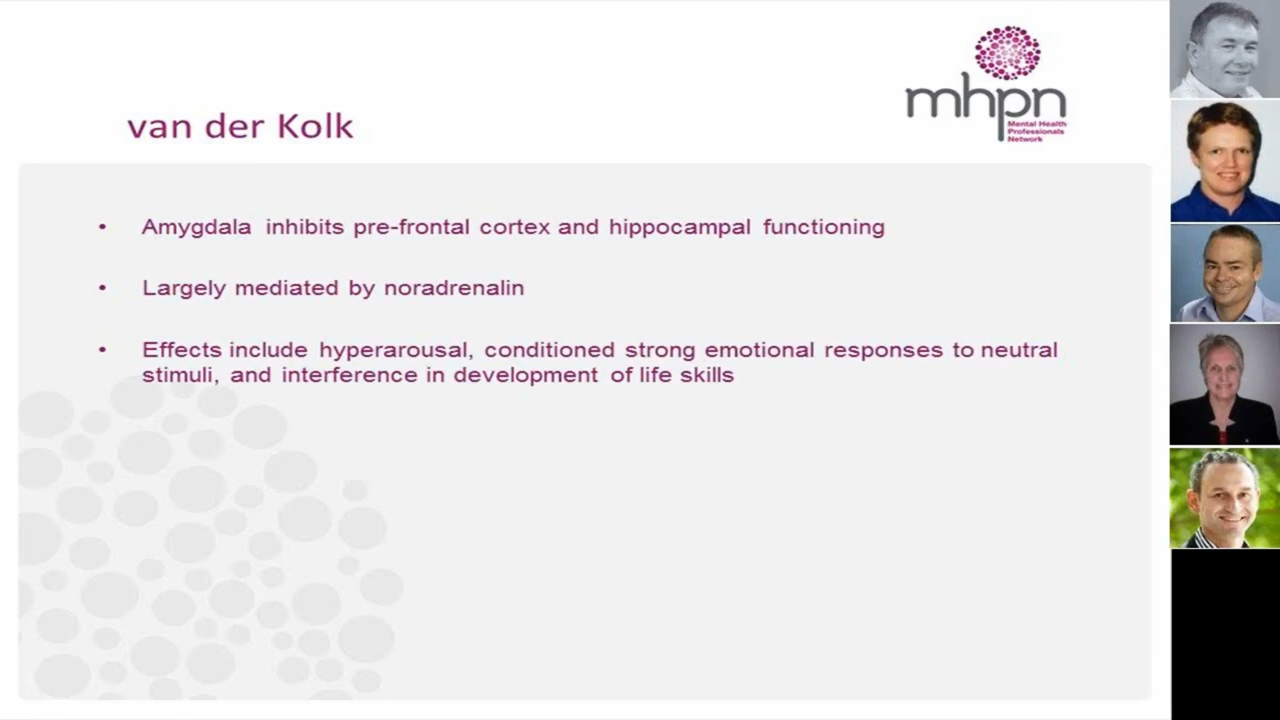 mhpn
Mental Health
Professionals
Network
van der Kolk
• Amygdala inhibits pre-frontal cortex and hippocampal functioning
• Largely mediated by noradrenalin
• Effects include hyperarousal, conditioned strong emotional responses to neutral
stimuli, and interference in development of life skills